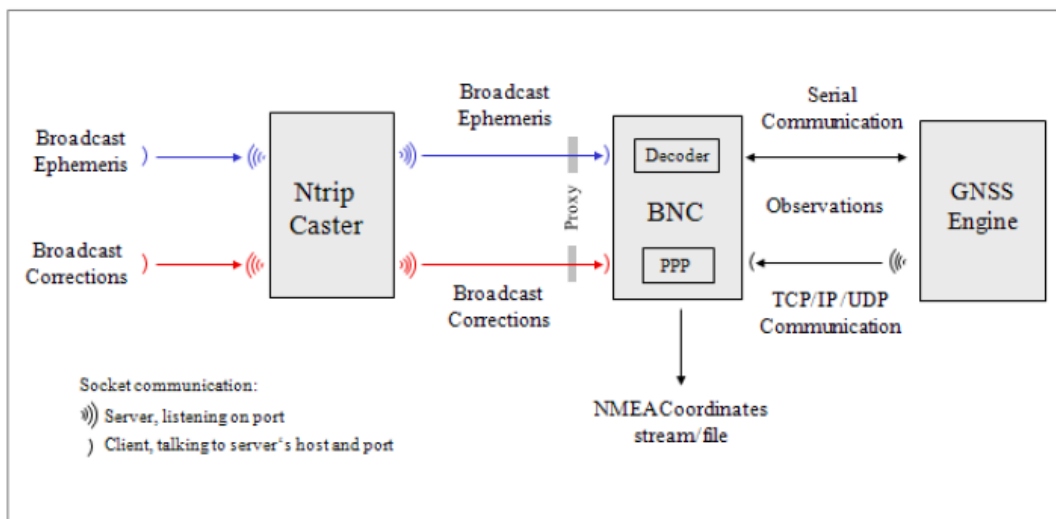 Broadcast
Ephemeris
Broadcast
Corrections
Ntrip
Caster
Broadcast
Ephemeris
Broadcast
Corrections
Proxy
Decoder
BNC
PPP
Serial
Communication
Observations
TCP/IP/UDP
Communication
GNSS
Engine
NMEA Coordinates
stream/file
Socket communication:
Server, listening on port
Client, talking to server's host and port